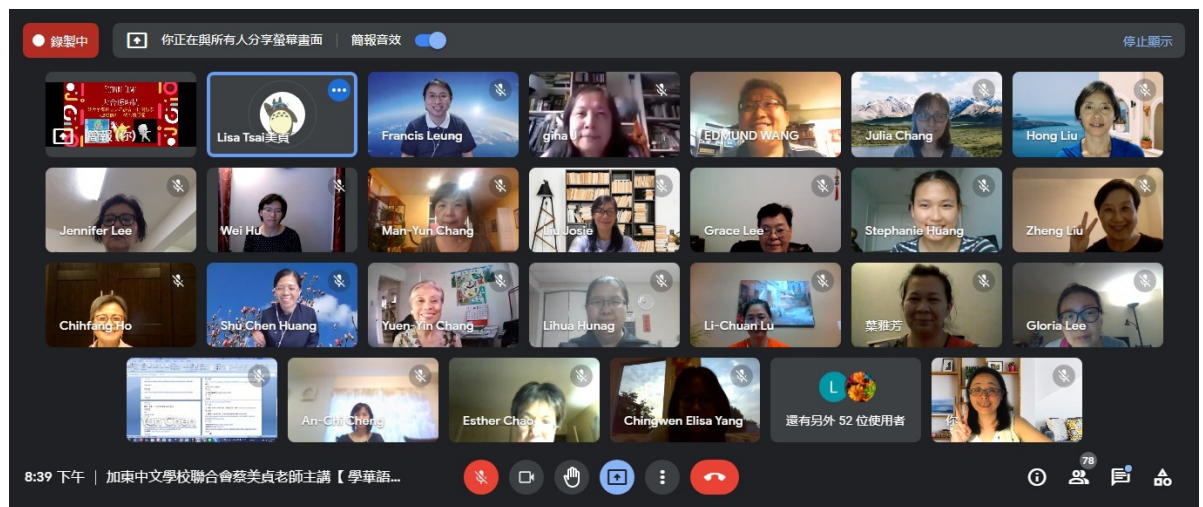 錄製中 你正在與所有人分享螢幕畫面 | 簡報音效 停止顯示
簡報 (你) Lisa Tsai美貞 Francis Leung gina EDMUND WANG Julia Chang Hong Liu
Jennifer Lee Wei Hu Man-Yun Chang Liu Josie Grace Lee Stephanie Huang Zheng Liu
Chihfang Ho Shu Chen Huang Yuen-Yin Chang Lihua Hunag Li-Chuan Lu 葉雅芳 Gloria Lee
L
An-Chi Cheng Esther Chao Chingwen Elisa Yang 還有另外 52 位使用者 你
78
8:39 下午 | 加東中文學校聯合會蔡美貞老師主講【 學華語...